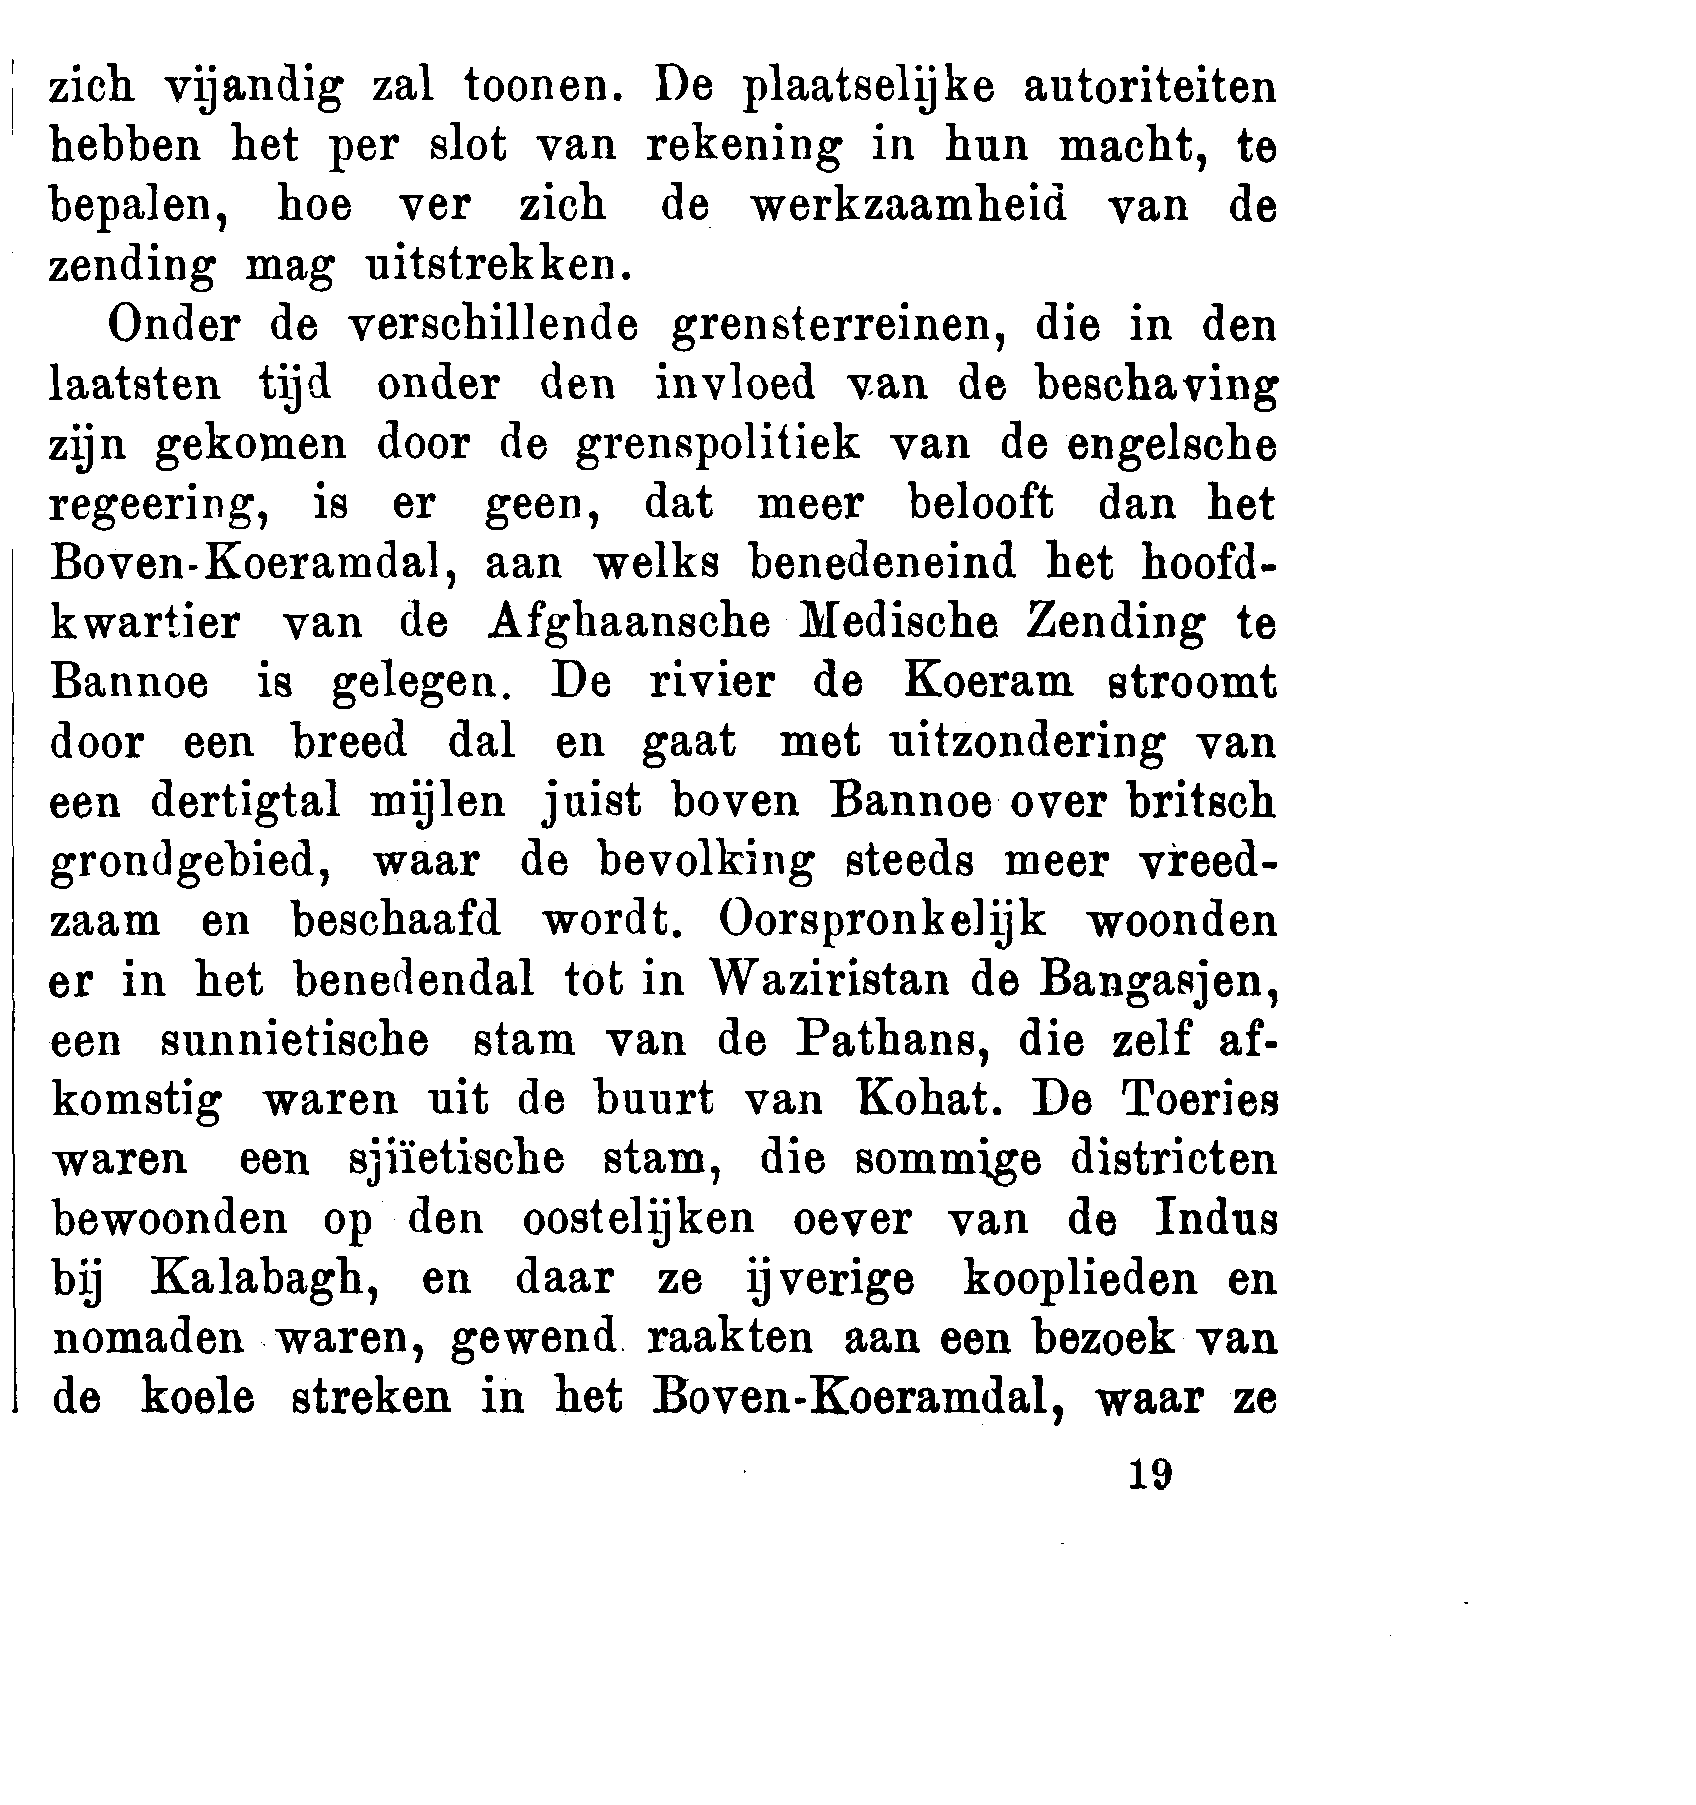 zich vijandig zal toonen. De plaatselijke autoriteiten
hebben het per slot van rekening in hun macht, te
bepalen, hoe ver zich de werkzaamheid van de
zending mag uitstrekken.
Onder de verschillende grensterreinen, die in den
laatsten tijd onder den invloed van de beschaving
zijn gekomen door de grenspolitiek van de engelsche
regeering, is er geen, dat meer belooft dan het
Boven-Koeramdal, aan welks benedeneind het hoofd-
kwartier van de Afghaansche Medische Zending te
Bannoe is gelegen. De rivier de Koeram stroomt
door een breed dal en gaat met uitzondering van
een dertigtal mijlen juist boven Bannoe over britsch
grondgebied, waar de bevolking steeds meer vreed-
zaam en beschaafd wordt. Oorspronkelijk woonden
er in het benedendal tot in Waziristan de Bangasjen,
een sunnietische stam van de Pathans, die zelf af-
komstig waren uit de buurt van Kohat. De Toeries
waren een sjiïetische stam, die sommige districten
bewoonden op den oostelijken oever van de Indus
bij Kalabagh, en daar ze ijverige kooplieden en
nomaden waren, gewend raakten aan een bezoek van
de koele streken in het Boven-Koeramdal, waar ze
19